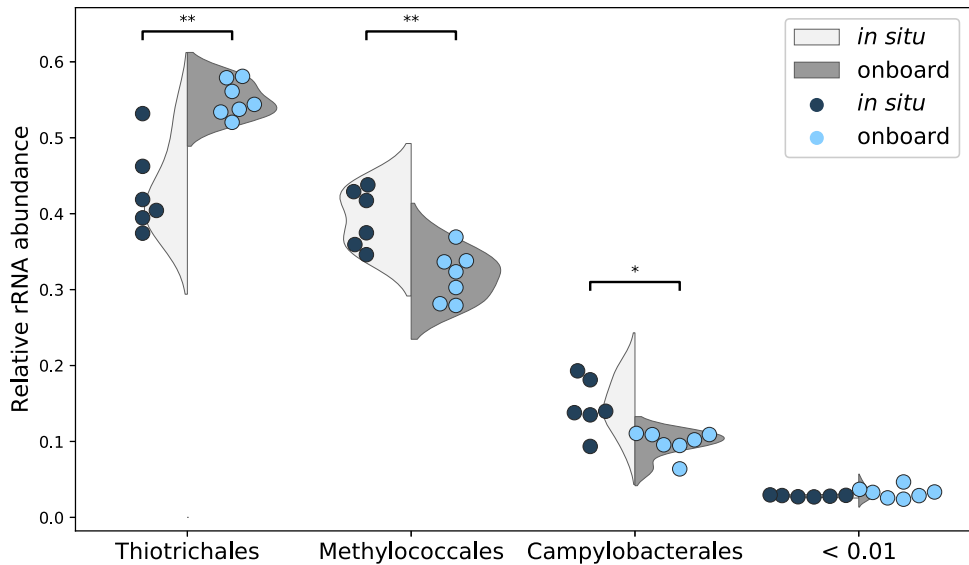 **
**
in situ
onboard
in situ
onboard
*
Relative rRNA abundance
0.6
0.5
0.4
0.3
0.2
0.1
0.0
Thiotrichales
Methylococcales
Campylobacterales
< 0.01